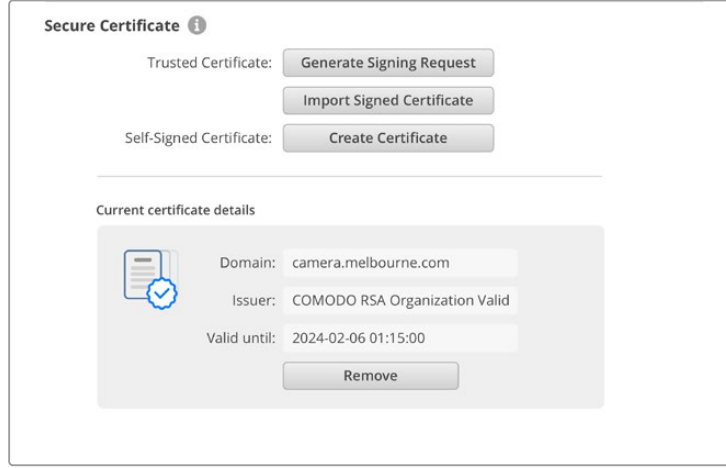 Secure Certificate
Trusted Certificate: Generate Signing Request
Import Signed Certificate
Self-Signed Certificate: Create Certificate
Current certificate details
Domain: camera.melbourne.com
Issuer: COMODO RSA Organization Valid
Valid until: 2024-02-06 01:15:00
Remove